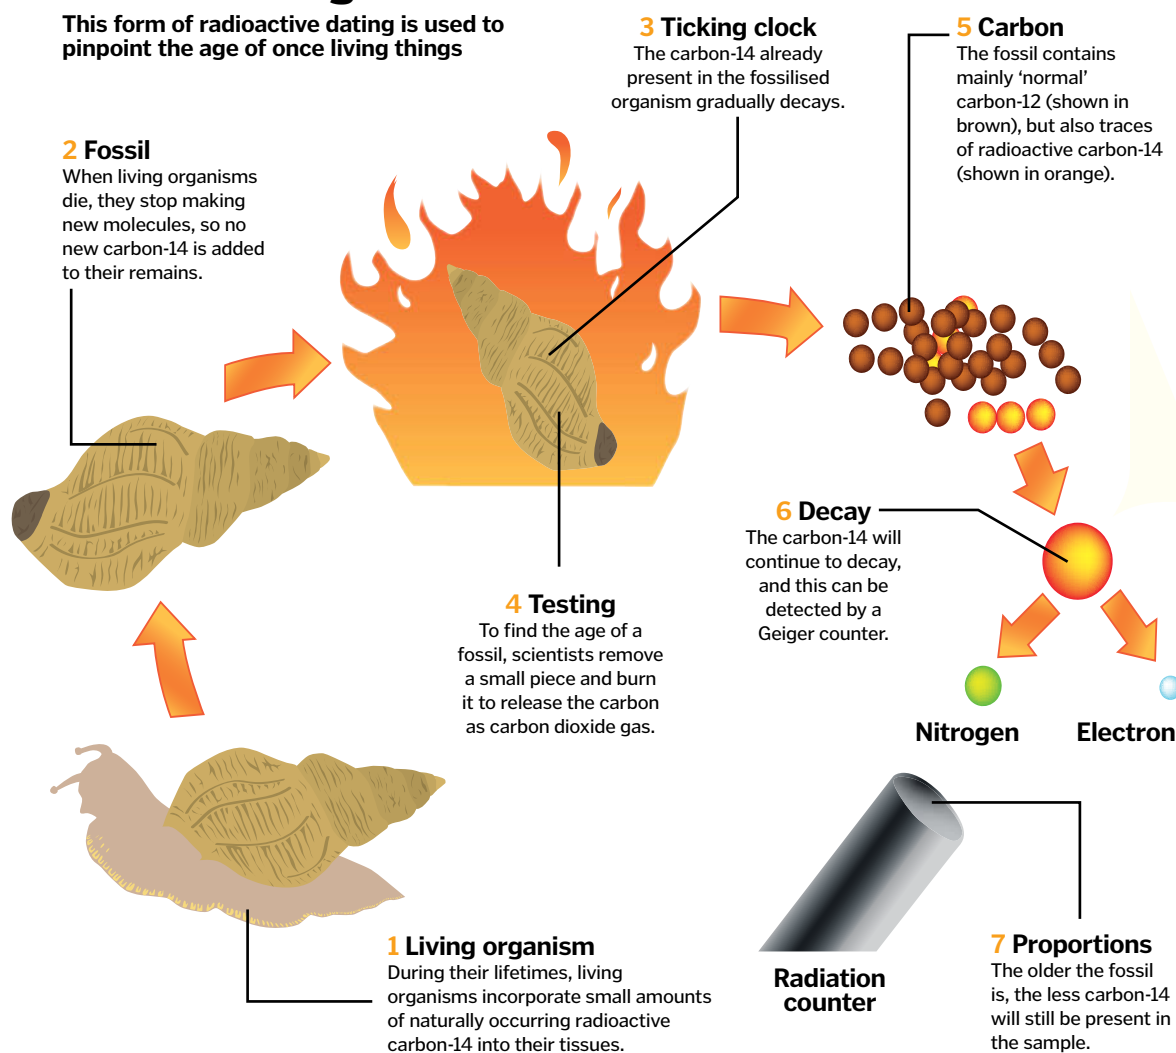 This form of radioactive dating is used to
pinpoint the age of once living things
3 Ticking clock
The carbon-14 already
present in the fossilised
organism gradually decays.
5 Carbon
The fossil contains
mainly ‘normal’
carbon-12 (shown in
brown), but also traces
of radioactive carbon-14
(shown in orange).
2 Fossil
When living organisms
die, they stop making
new molecules, so no
new carbon-14 is added
to their remains.
6 Decay
The carbon-14 will
continue to decay,
and this can be
detected by a
Geiger counter.
4 Testing
To find the age of a
fossil, scientists remove
a small piece and burn
it to release the carbon
as carbon dioxide gas.
Nitrogen
Electron
1 Living organism
During their lifetimes, living
organisms incorporate small amounts
of naturally occurring radioactive
carbon-14 into their tissues.
Radiation
counter
7 Proportions
The older the fossil
is, the less carbon-14
will still be present in
the sample.